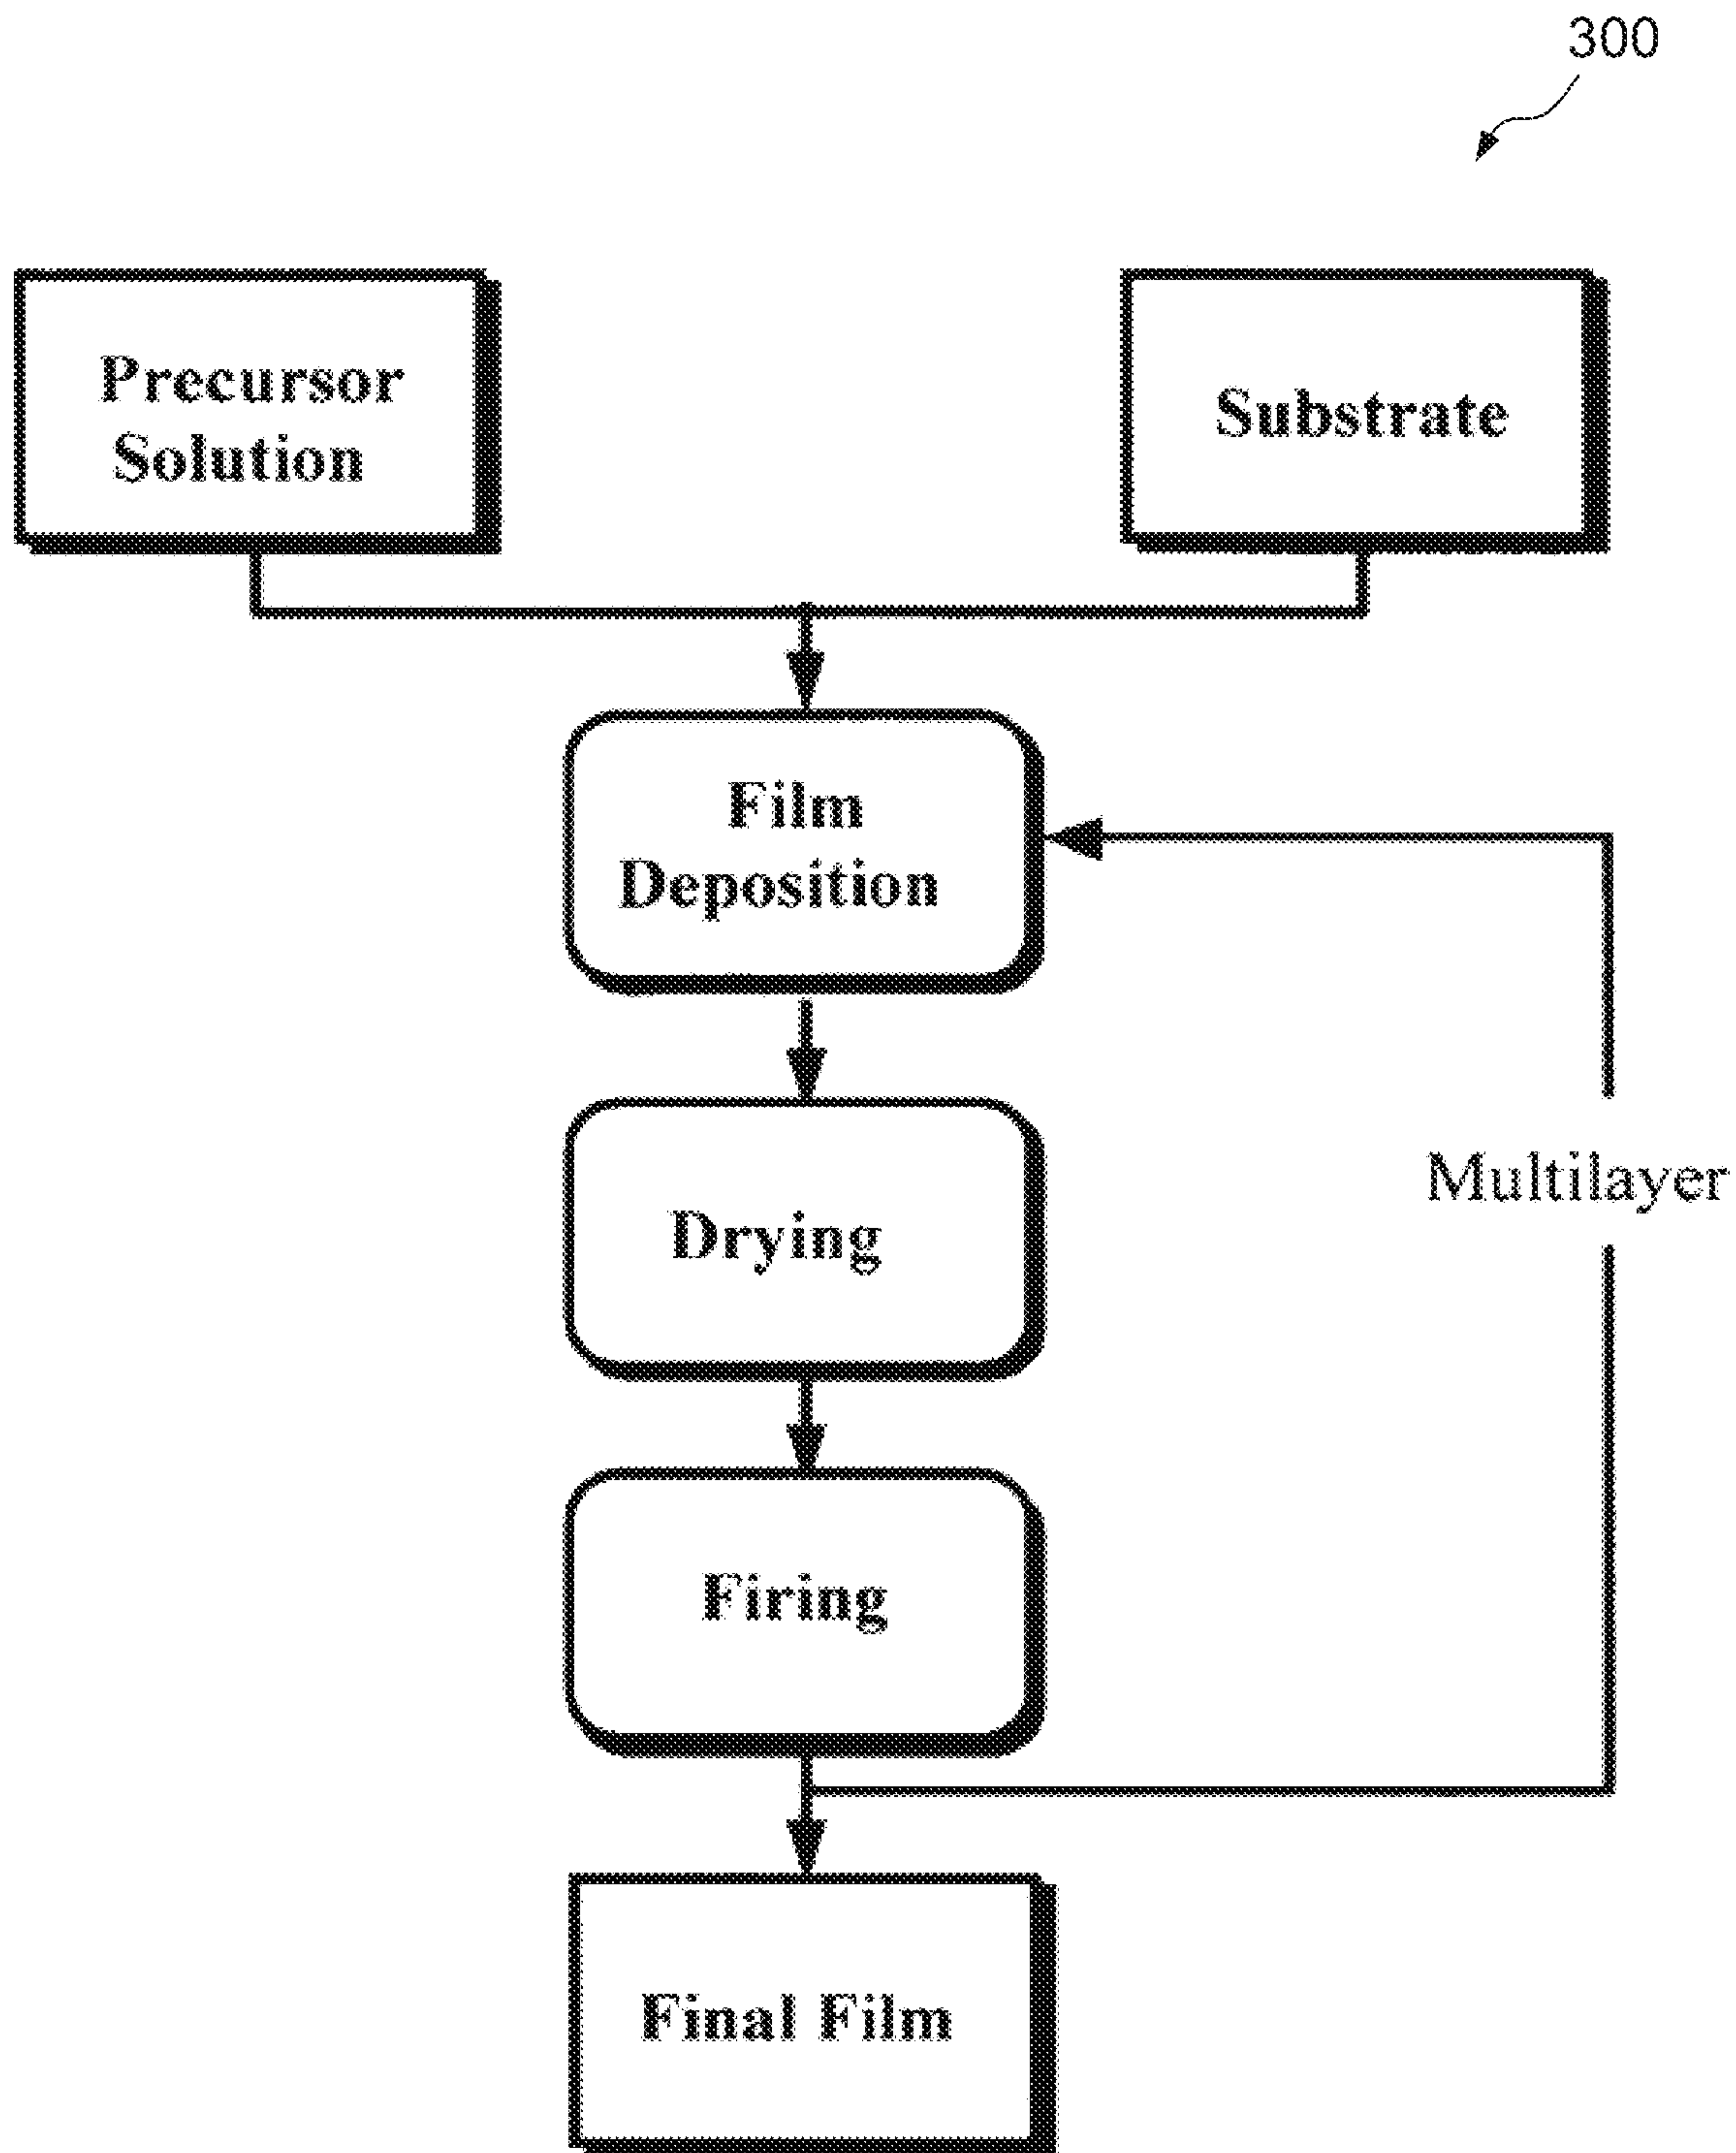 300
Precursor
Solution
Substrate
Film
Deposition
Drying
Multilayer
Firing
Final Film